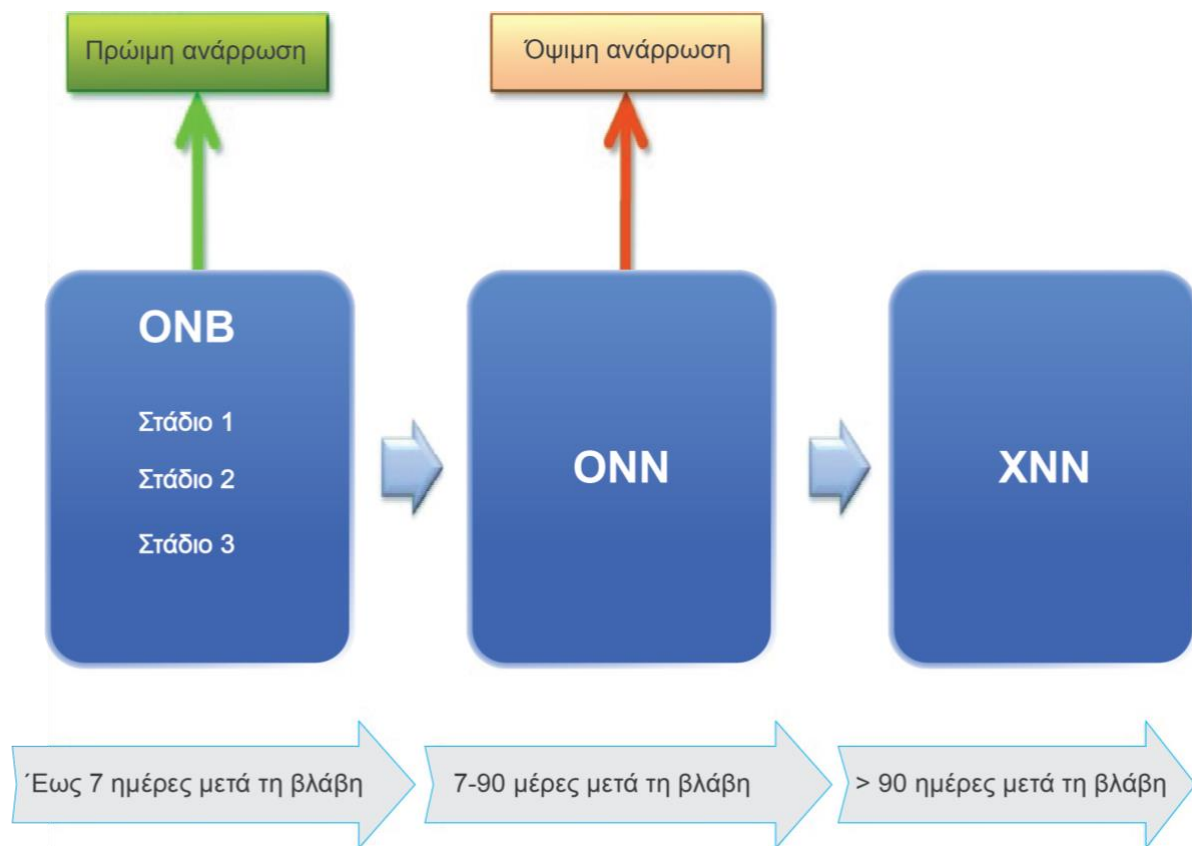 Πρώιμη ανάρρωση
Όψιμη ανάρρωση
ΟΝΒ
Στάδιο 1
Στάδιο 2
Στάδιο 3
ΟΝΝ
ΧΝΝ
Έως 7 ημέρες μετά τη βλάβη
7-90 μέρες μετά τη βλάβη
> 90 ημέρες μετά τη βλάβη